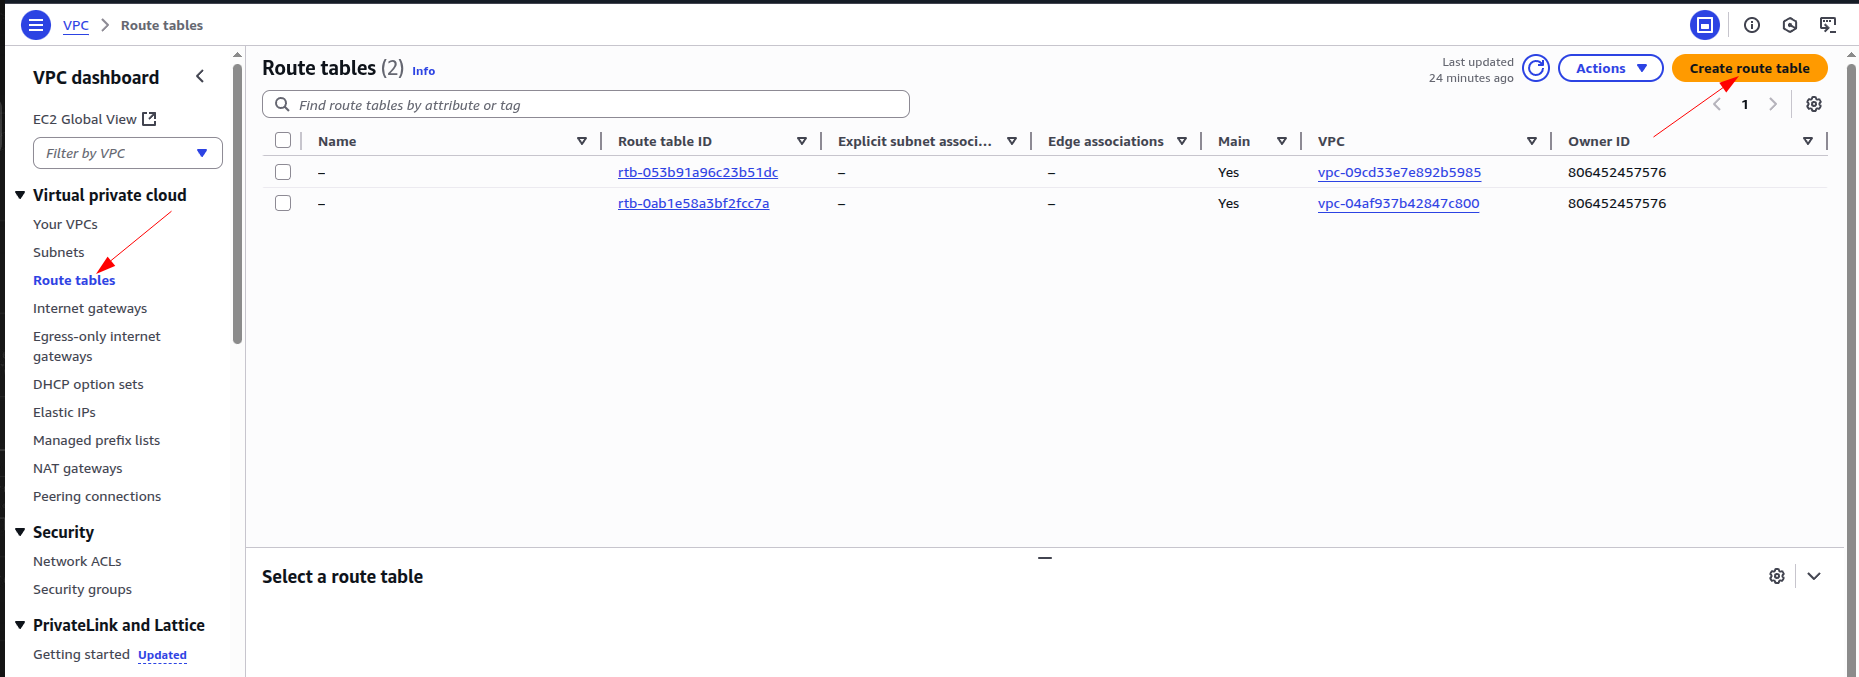 VPC > Route tables
VPC dashboard
EC2 Global View
Filter by VPC
Virtual private cloud
Your VPCs
Subnets
Route tables
Internet gateways
Egress-only internet
gateways
DHCP option sets
Elastic IPs
Managed prefix lists
NAT gateways
Peering connections
Security
Network ACLs
Security groups
PrivateLink and Lattice
Getting started Updated
Route tables (2) Info
Last updated
24 minutes ago
Actions
Create route table
Find route tables by attribute or tag
1
Name Route table ID Explicit subnet associ... Edge associations Main VPC Owner ID
– rtb-053b91a96c23b51dc – – Yes vpc-09cd33e7e892b5985 806452457576
– rtb-0ab1e58a3bf2fcc7a – – Yes vpc-04af937b42847c800 806452457576
Select a route table